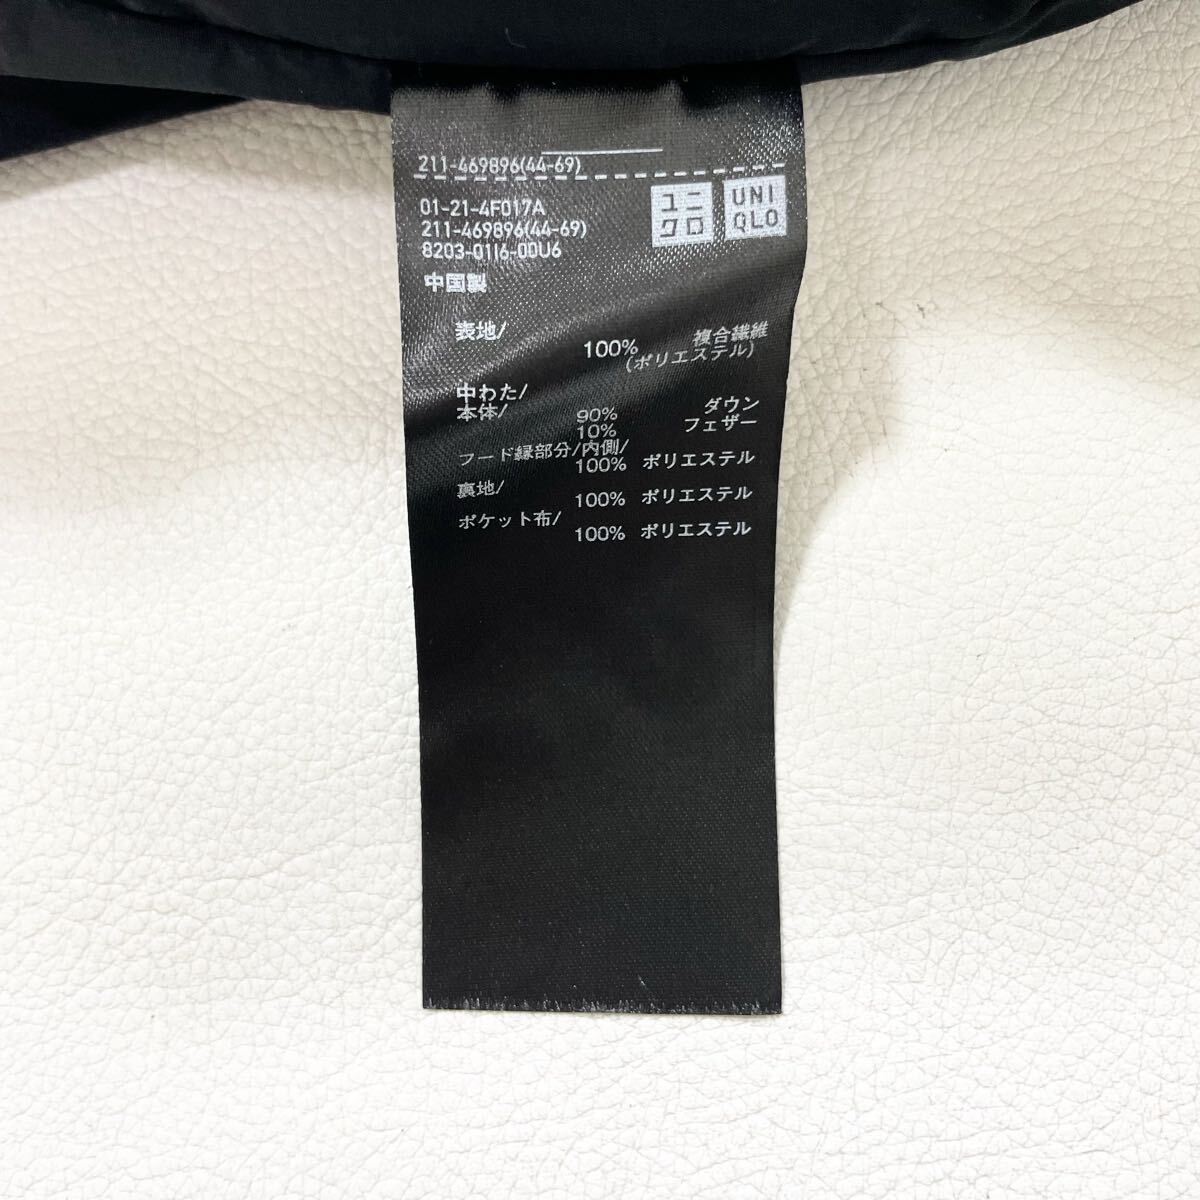 211-469896(44-69)
01-21-4F017A
211-469896(44-69)
8203-0116-00U6
ユニ
クロ
UNI
QLO
中国製
表地/
100% 複合繊維
(ポリエステル)
中わた/
本体/
90% ダウン
10% フェザー
フード縁部分/内側/
100% ポリエステル
裏地/
100% ポリエステル
ポケット布/
100% ポリエステル